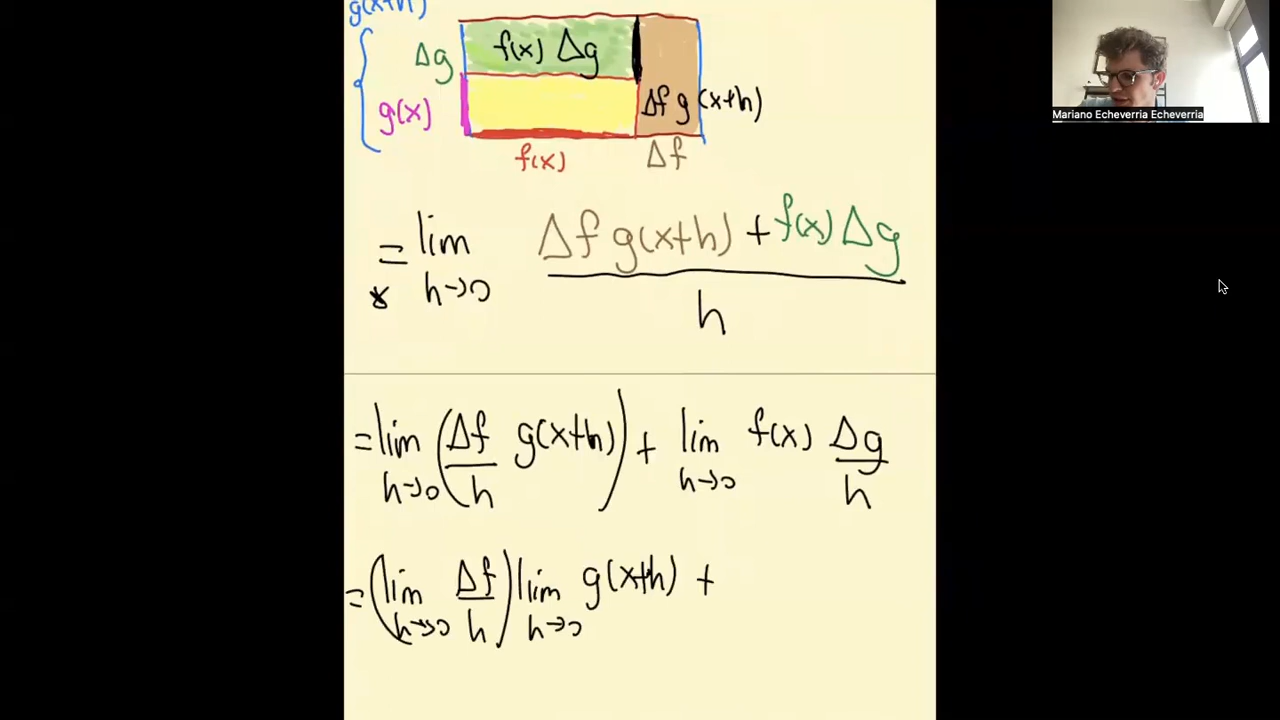 g(x+h)
Δg f(x) Δg
g(x) Δf g(x+h)
f(x) Δf
= lim Δf g(x+h) + f(x) Δg
* h→0 h
= lim (Δf g(x+h)) + lim f(x) Δg
h→0 h h→0 h
= (lim Δf) lim g(x+h) +
h→0 h h→0
Mariano Echeverria Echeverria